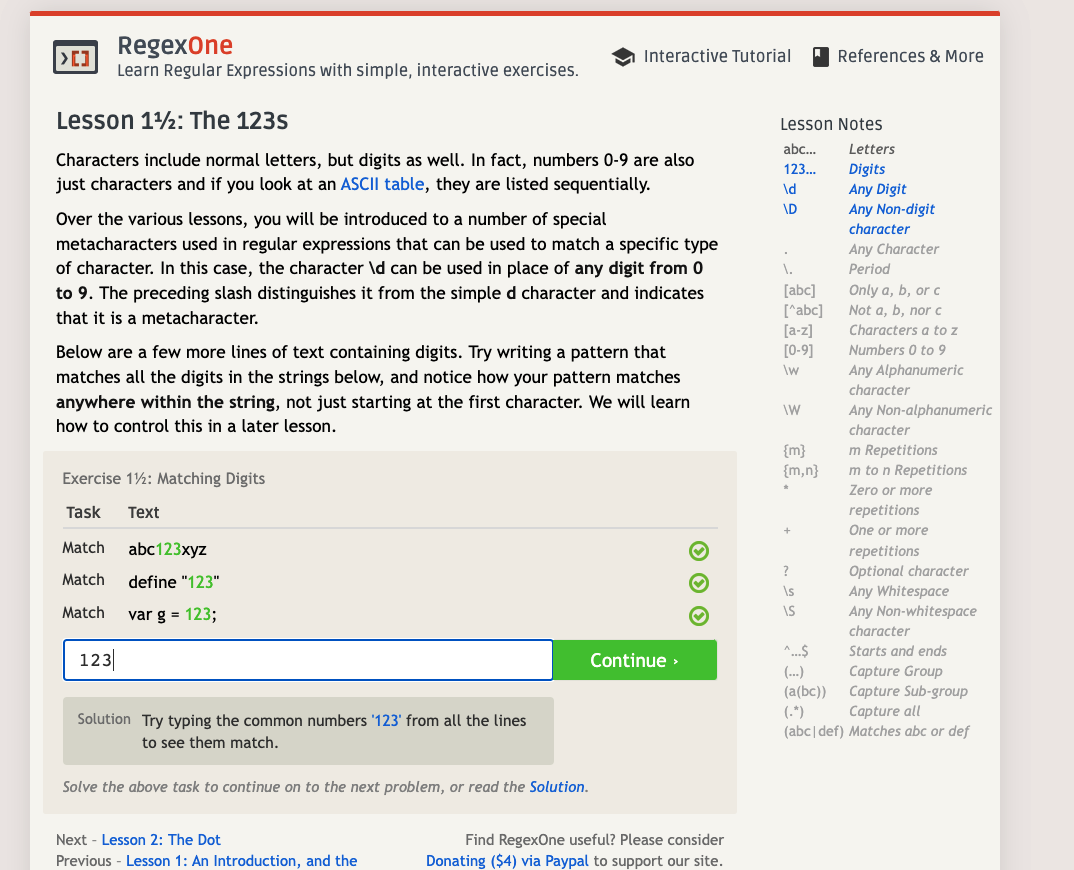 RegexOne
Learn Regular Expressions with simple, interactive exercises.
Interactive Tutorial
References & More
Lesson 1½: The 123s
Characters include normal letters, but digits as well. In fact, numbers 0-9 are also
just characters and if you look at an ASCII table, they are listed sequentially.
Over the various lessons, you will be introduced to a number of special
metacharacters used in regular expressions that can be used to match a specific type
of character. In this case, the character \d can be used in place of any digit from 0
to 9. The preceding slash distinguishes it from the simple d character and indicates
that it is a metacharacter.
Below are a few more lines of text containing digits. Try writing a pattern that
matches all the digits in the strings below, and notice how your pattern matches
anywhere within the string, not just starting at the first character. We will learn
how to control this in a later lesson.
Exercise 1½: Matching Digits
Task Text
Match abc123xyz
Match define "123"
Match var g = 123;
123
Continue ›
Solution Try typing the common numbers '123' from all the lines
to see them match.
Solve the above task to continue on to the next problem, or read the Solution.
Next – Lesson 2: The Dot
Previous – Lesson 1: An Introduction, and the
Find RegexOne useful? Please consider
Donating ($4) via Paypal to support our site.
Lesson Notes
abc… Letters
123… Digits
\d Any Digit
\D Any Non-digit
character
. Any Character
\. Period
[abc] Only a, b, or c
[^abc] Not a, b, nor c
[a-z] Characters a to z
[0-9] Numbers 0 to 9
\w Any Alphanumeric
character
\W Any Non-alphanumeric
character
{m} m Repetitions
{m,n} m to n Repetitions
* Zero or more
repetitions
+ One or more
repetitions
? Optional character
\s Any Whitespace
\S Any Non-whitespace
character
^…$ Starts and ends
(…) Capture Group
(a(bc)) Capture Sub-group
(.*) Capture all
(abc|def) Matches abc or def